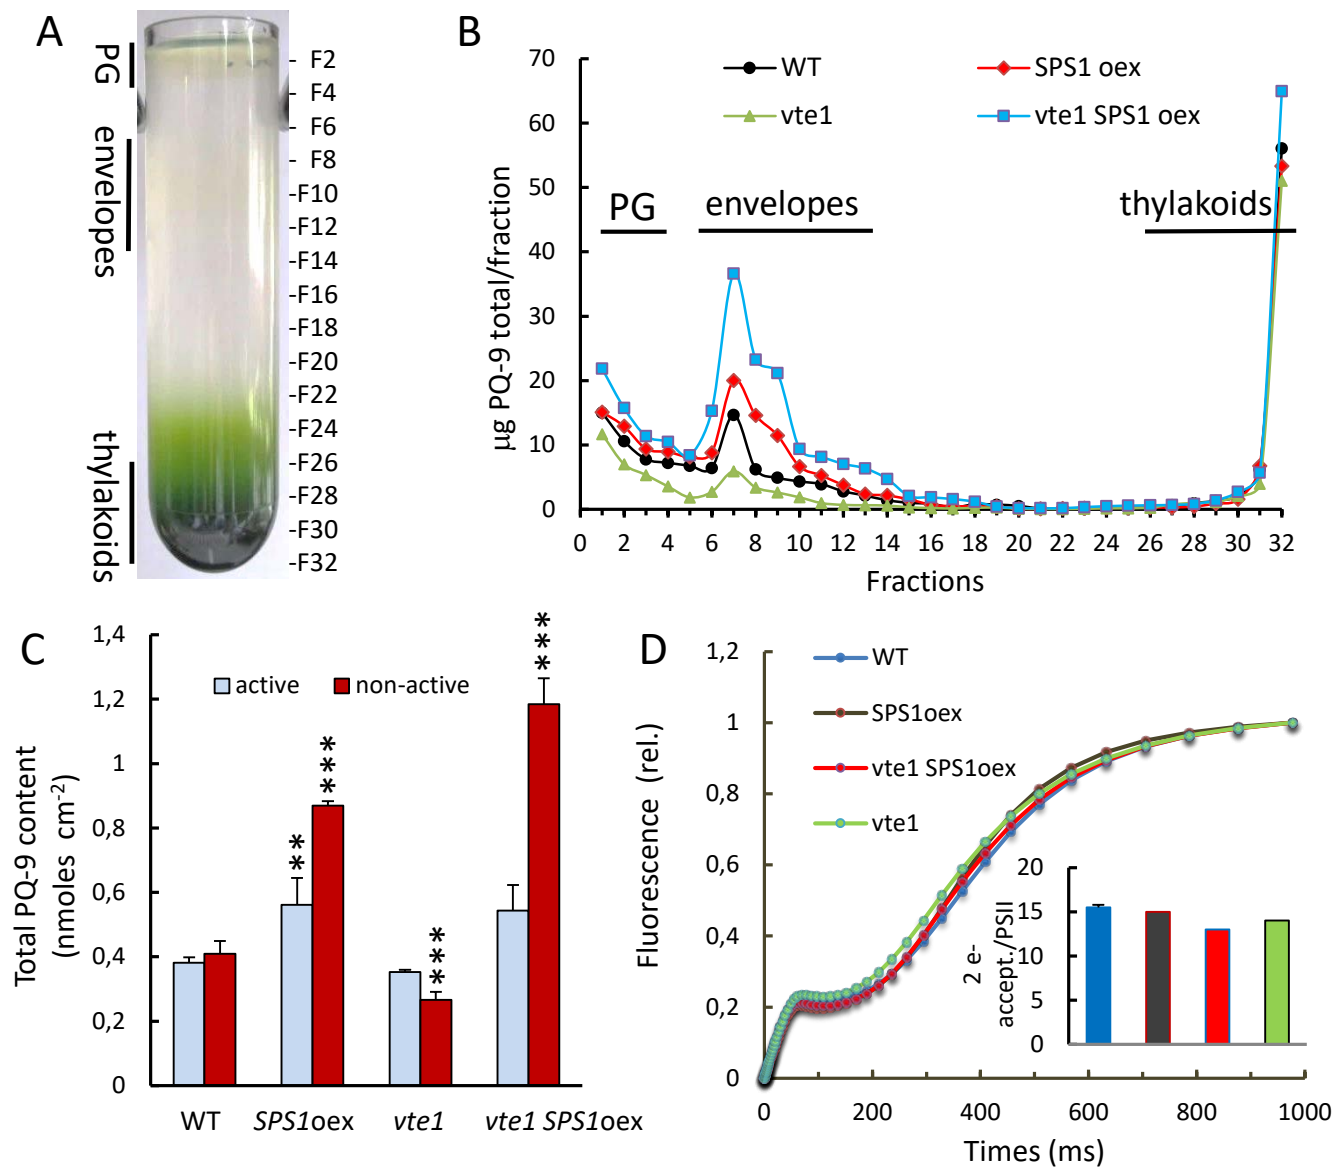 A
PG
envelopes
thylakoids
- F2
- F4
- F6
- F8
-F10
-F12
-F14
-F16
-F18
-F20
-F22
-F24
-F26
-F28
-F30
-F32
B
µg PQ-9 total/fraction
70
60
50
40
30
20
10
0
WT
SPS1 oex
vte1
vte1 SPS1 oex
PG
envelopes
thylakoids
0 2 4 6 8 10 12 14 16 18 20 22 24 26 28 30 32
Fractions
C
Total PQ-9 content
(nmoles cm-2)
1,4
1,2
1
0,8
0,6
0,4
0,2
0
active
non-active
**
***
***
***
WT SPS1oex vte1 vte1 SPS1oex
D
Fluorescence (rel.)
1,2
1
0,8
0,6
0,4
0,2
0
WT
SPS1oex
vte1 SPS1oex
vte1
2 e-
accept./PSII
20
15
10
5
0
0 200 400 600 800 1000
Times (ms)